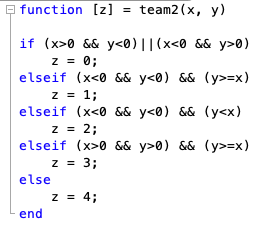 function [z] = team2(x, y)
if (x>0 && y<0)||(x<0 && y>0)
z = 0;
elseif (x<0 && y<0) && (y>=x)
z = 1;
elseif (x<0 && y<0) && (y<x)
z = 2;
elseif (x>0 && y>0) && (y>=x)
z = 3;
else
z = 4;
end